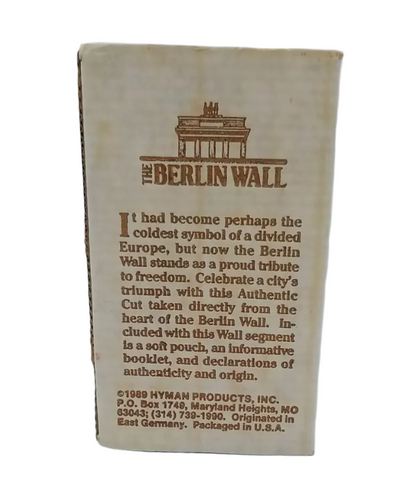 THE BERLIN WALL
It had become perhaps the
coldest symbol of a divided
Europe, but now the Berlin
Wall stands as a proud tribute
to freedom. Celebrate a city's
triumph with this Authentic
Cut taken directly from the
heart of the Berlin Wall. In-
cluded with this Wall segment
is a soft pouch, an informative
booklet, and declarations of
authenticity and origin.
©1989 HYMAN PRODUCTS, INC.
P.O. Box 1749, Maryland Heights, MO
63043; (314) 739-1990. Originated in
East Germany. Packaged in U.S.A.